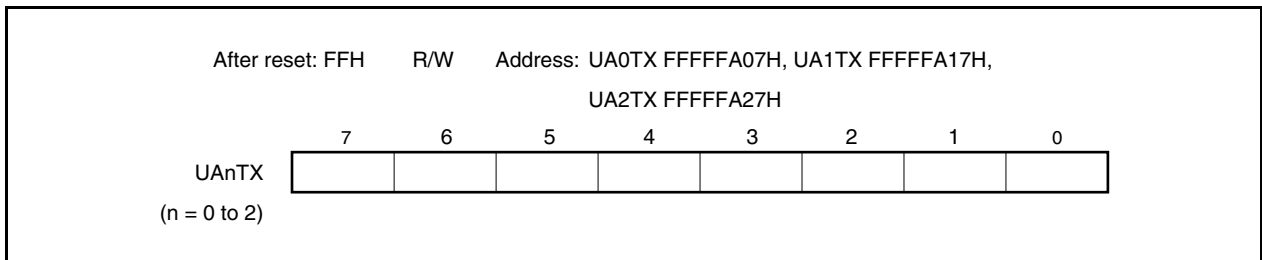 After reset: FFH R/W Address: UA0TX FFFFFA07H, UA1TX FFFFFA17H,
UA2TX FFFFFA27H
7 6 5 4 3 2 1 0
UAnTX
(n = 0 to 2)